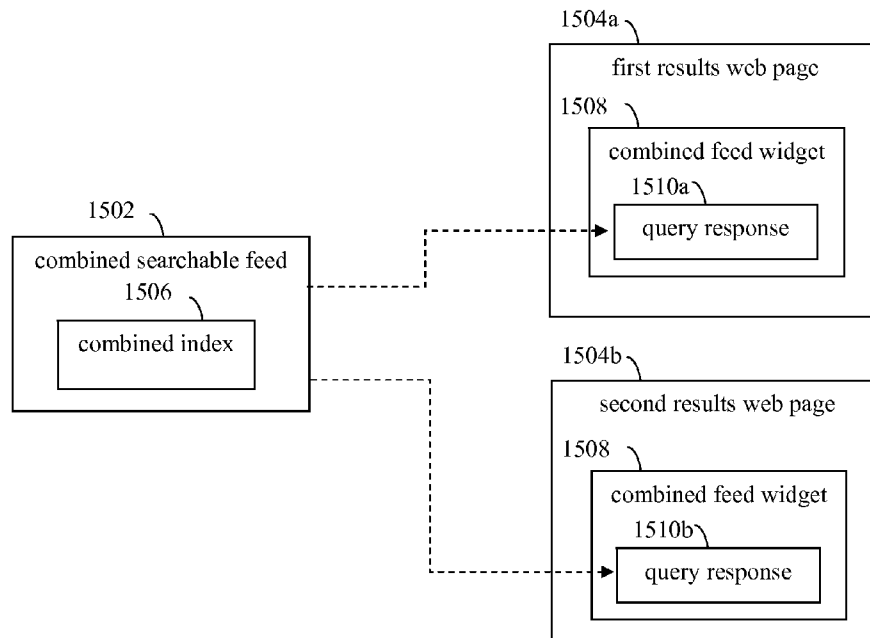 1504a
first results web page
1508
combined feed widget
1510a
query response
1502
combined searchable feed
1506
combined index
1504b
second results web page
1508
combined feed widget
1510b
query response